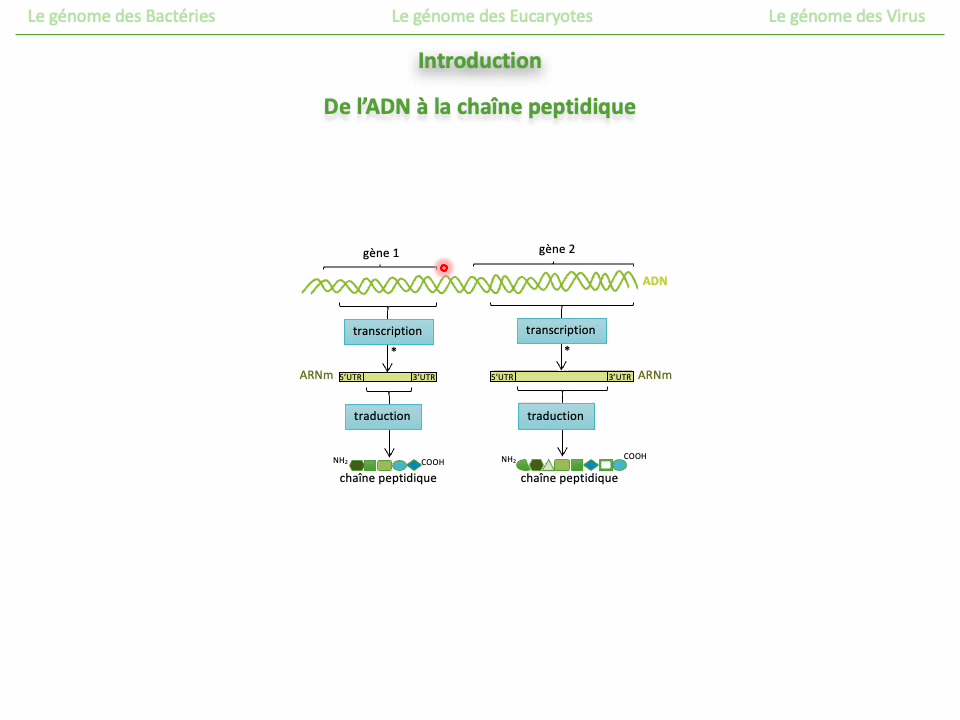 Le génome des Bactéries Le génome des Eucaryotes Le génome des Virus
Introduction
De l’ADN à la chaîne peptidique
gène 1 gène 2
ADN
transcription transcription
* *
ARNm 5’UTR 3’UTR 5’UTR 3’UTR ARNm
traduction traduction
NH₂ COOH NH₂ COOH
chaîne peptidique chaîne peptidique